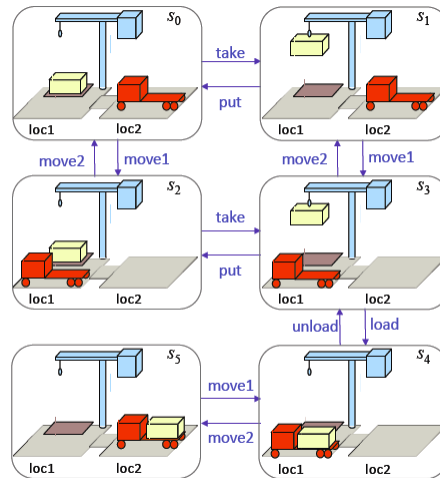 s0
take
s1
put
loc1 loc2
loc1 loc2
move2 move1
move2 move1
s2
take
s3
put
loc1 loc2
loc1 loc2
unload load
s5
move1
s4
move2
loc1 loc2
loc1 loc2